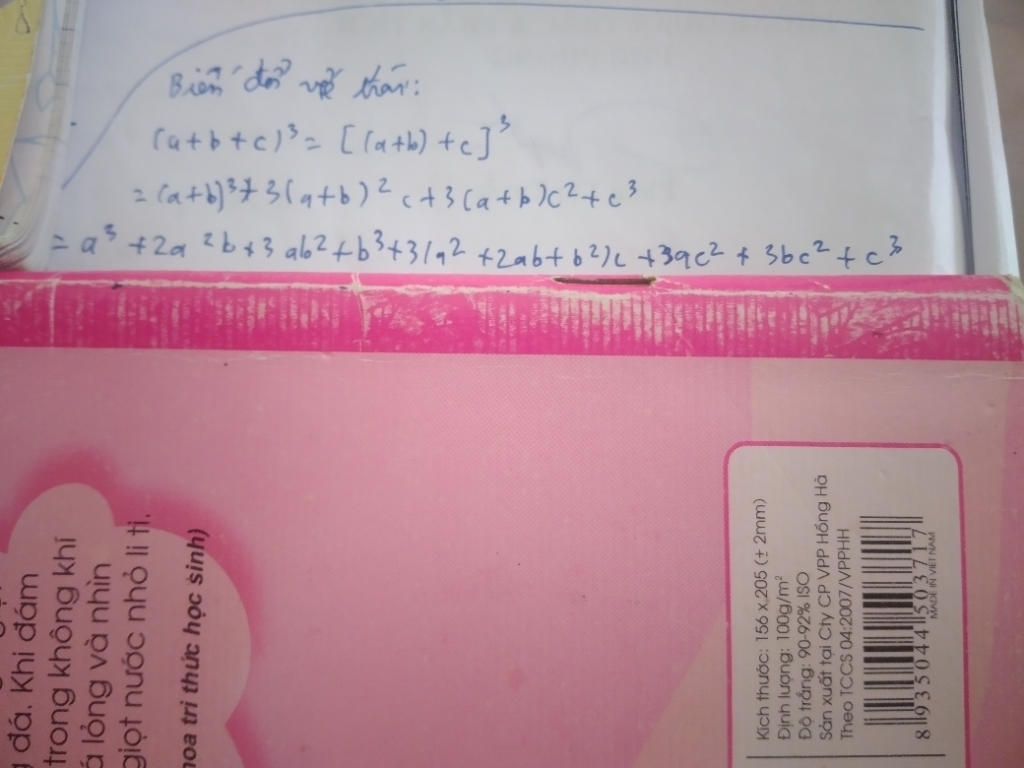 Biến đổi vế trái:
(a+b+c)³ = [(a+b)+c]³
= (a+b)³+3(a+b)²c+3(a+b)c²+c³
= a³+2a²b+3ab²+b³+3(a²+2ab+b²)c+3ac²+3bc²+c³
đá. Khi đám
trong không khí
lỏng và nhìn
giọt nước nhỏ li ti.
tri thức học sinh)
Kích thước: 156 x 205 (± 2mm)
Định lượng: 100g/m²
Độ trắng: 90-92% ISO
Sản xuất tại Cty CP VPP Hồng Hà
Theo TCCS 04:2007/VPPHH
8 935044 503717
MADE IN VIET NAM